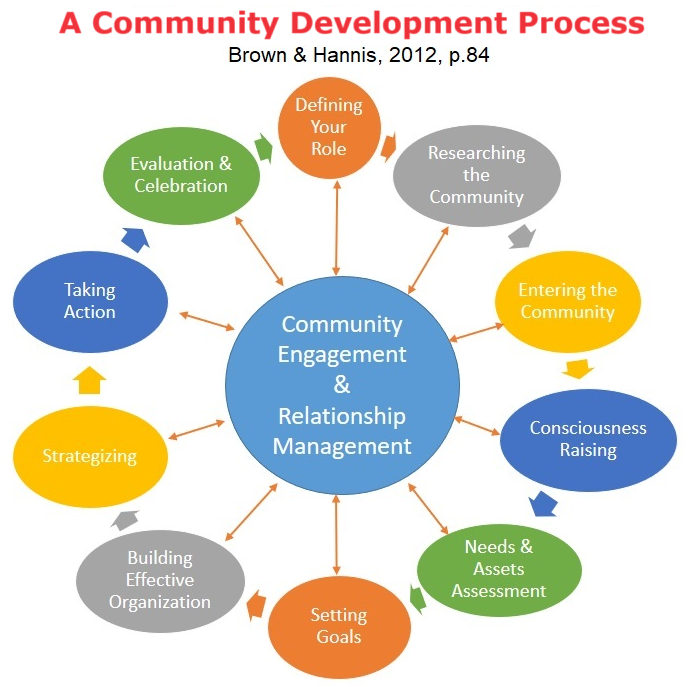 A Community Development Process
Brown & Hannis, 2012, p.84
Defining
Your
Role
Researching
the
Community
Entering the
Community
Consciousness
Raising
Needs &
Assets
Assessment
Setting
Goals
Building
Effective
Organization
Strategizing
Taking
Action
Evaluation &
Celebration
Community
Engagement
&
Relationship
Management